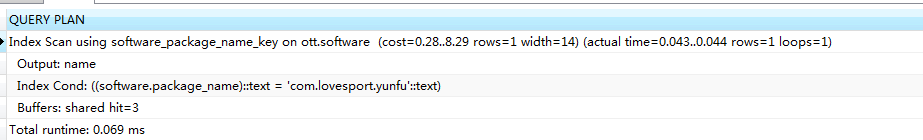 QUERY PLAN
Index Scan using software_package_name_key on ott.software  (cost=0.28..8.29 rows=1 width=14) (actual time=0.043..0.044 rows=1 loops=1)
Output: name
Index Cond: ((software.package_name)::text = 'com.lovesport.yunfu'::text)
Buffers: shared hit=3
Total runtime: 0.069 ms